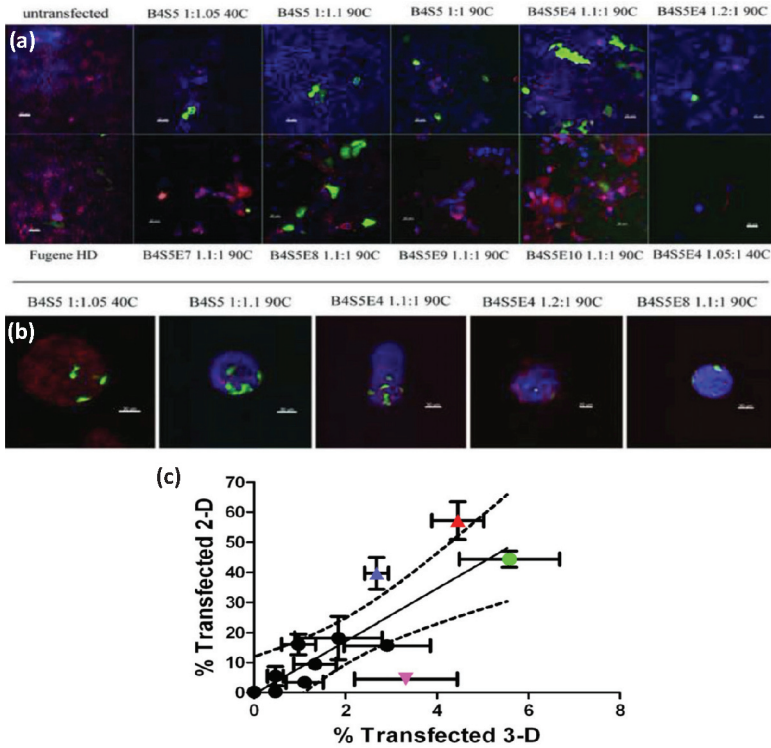 untransfected B4S5 1:1.05 40C B4S5 1:1.1 90C B4S5 1:1 90C B4S5E4 1.1:1 90C B4S5E4 1.2:1 90C
(a)
Fugene HD B4S5E7 1.1:1 90C B4S5E8 1.1:1 90C B4S5E9 1.1:1 90C B4S5E10 1.1:1 90C B4S5E4 1.05:1 40C
B4S5 1:1.05 40C B4S5 1:1.1 90C B4S5E4 1.1:1 90C B4S5E4 1.2:1 90C B4S5E8 1.1:1 90C
(b)
(c)
70
60
50
40
30
20
10
0
% Transfected 2-D
0 2 4 6 8
% Transfected 3-D